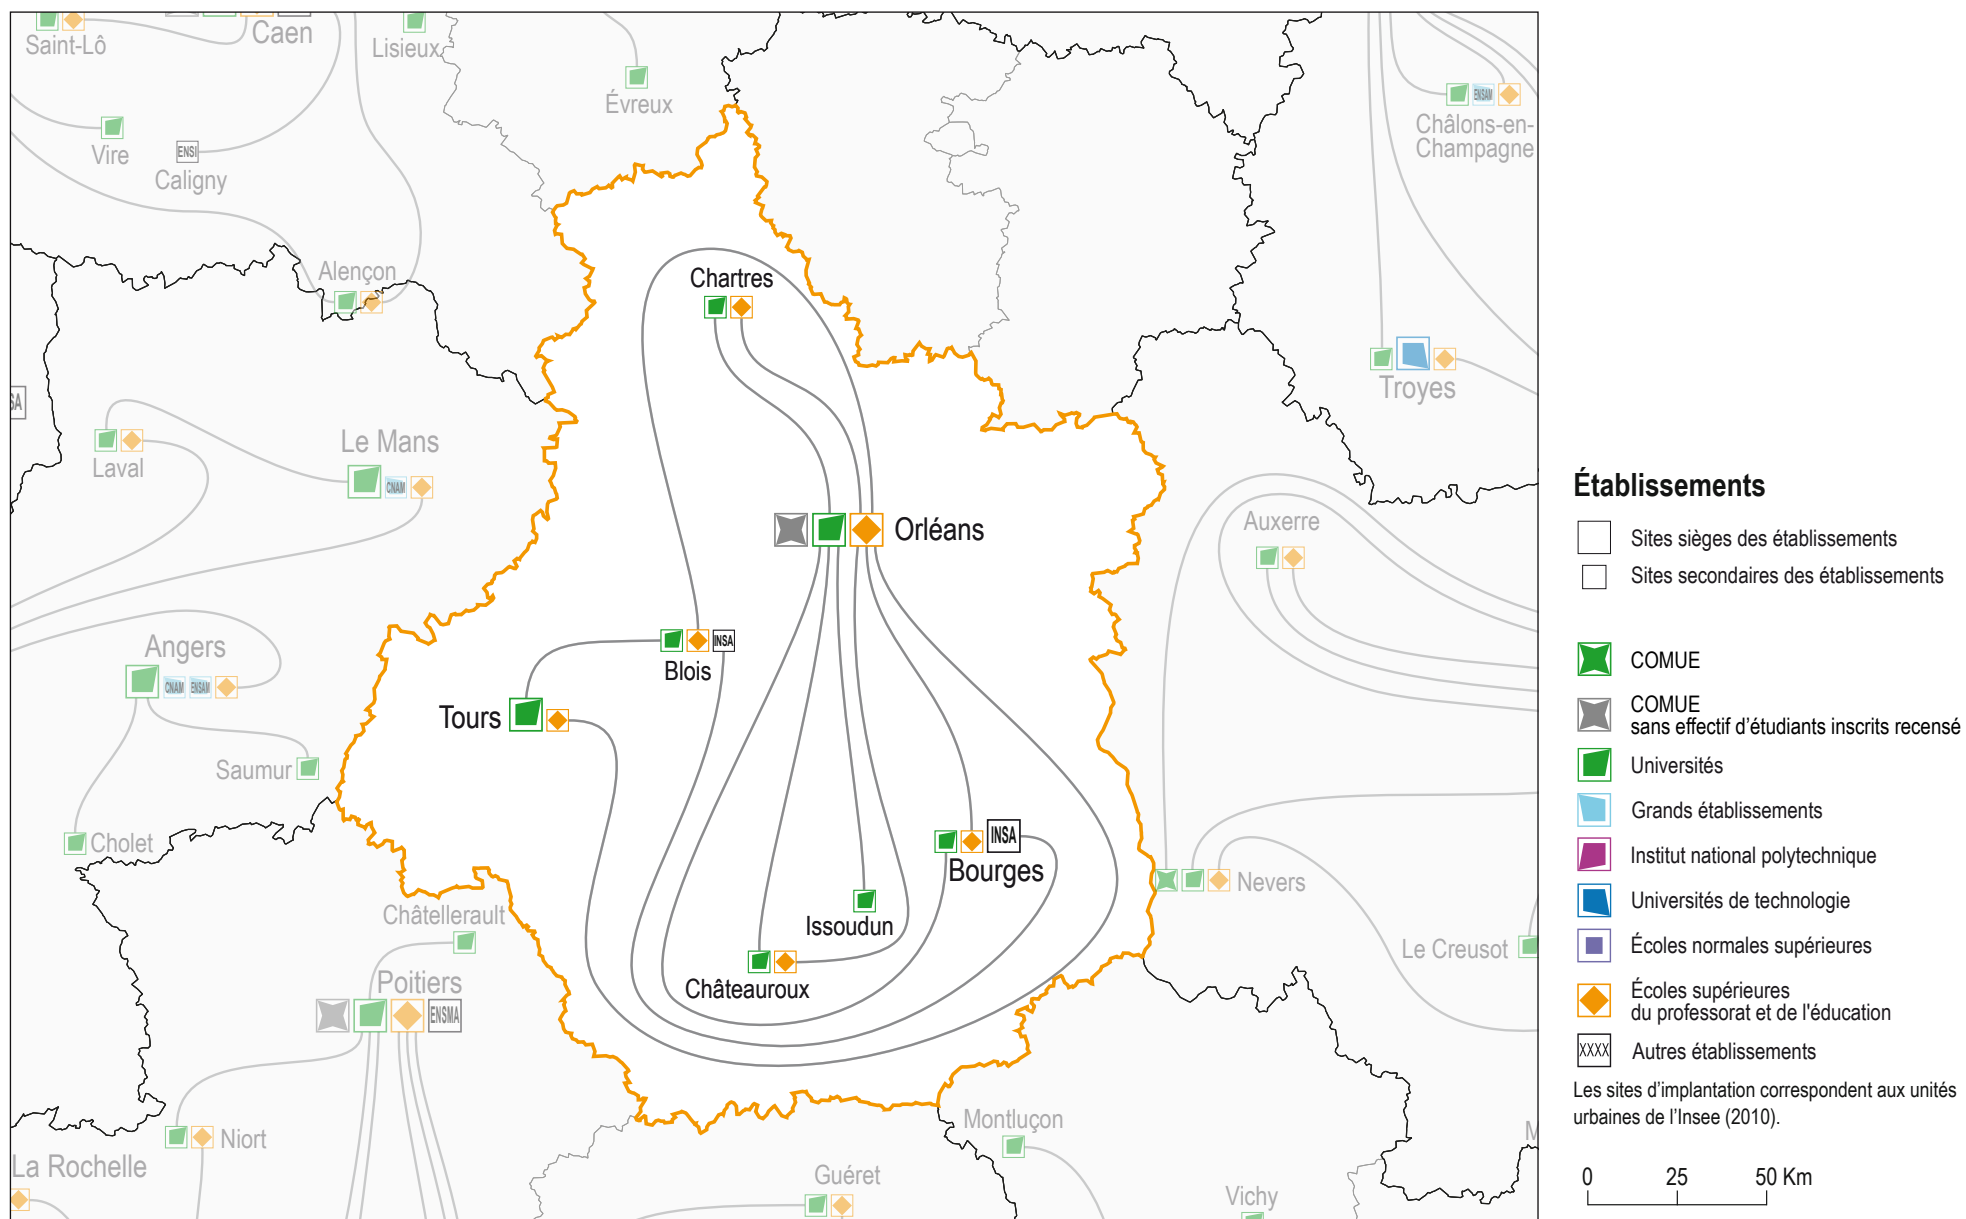 Saint-Lô
Caen
Lisieux
Évreux
Vire
ENSI
Caligny
ENSAM
Châlons-en-
Champagne
Alençon
Chartres
Troyes
SA
Le Mans
Laval
CNAM
Orléans
Auxerre
Angers
CNAM
ENSAM
INSA
Blois
Tours
Saumur
Cholet
INSA
Bourges
Nevers
Issoudun
Châtellerault
Châteauroux
Le Creusot
Poitiers
ENSMA
Niort
La Rochelle
Montluçon
M
Guéret
Vichy
Établissements
Sites sièges des établissements
Sites secondaires des établissements
COMUE
COMUE
sans effectif d'étudiants inscrits recensé
Universités
Grands établissements
Institut national polytechnique
Universités de technologie
Écoles normales supérieures
Écoles supérieures
du professorat et de l'éducation
XXXX Autres établissements
Les sites d'implantation correspondent aux unités
urbaines de l'Insee (2010).
0 25 50 Km